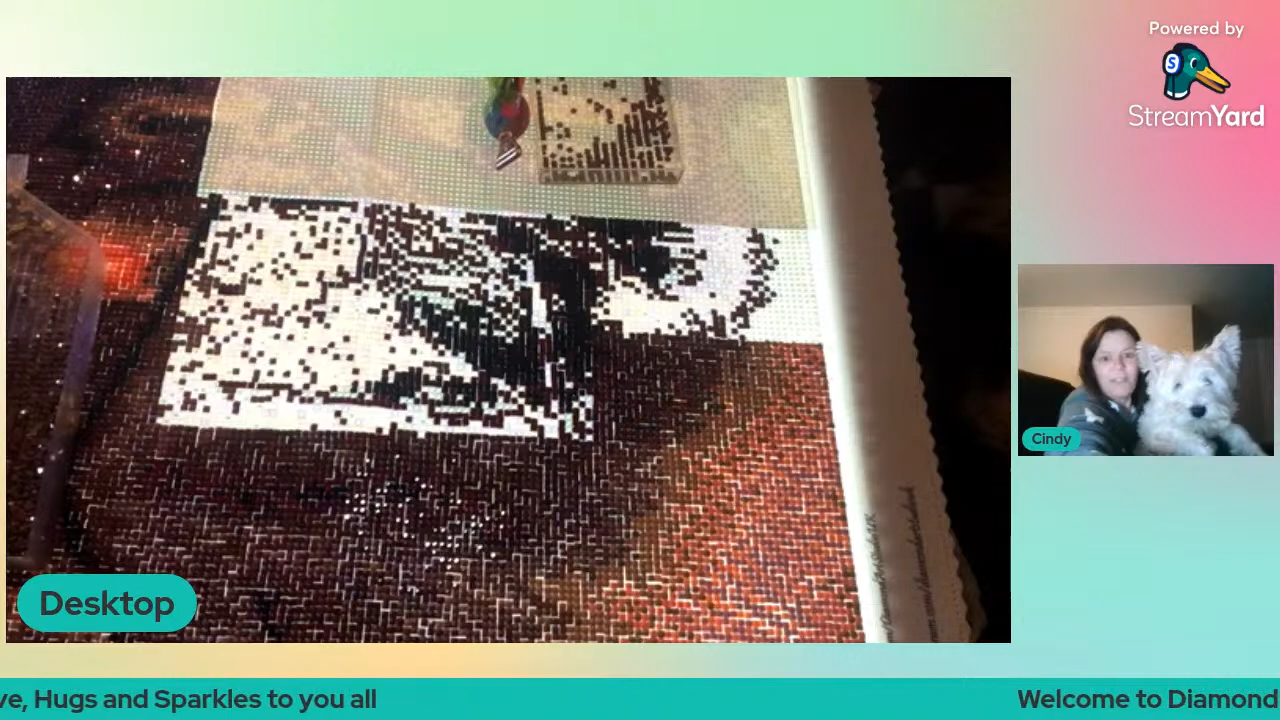 Powered by
S
StreamYard
Cindy
Desktop
ve, Hugs and Sparkles to you all
Welcome to Diamond